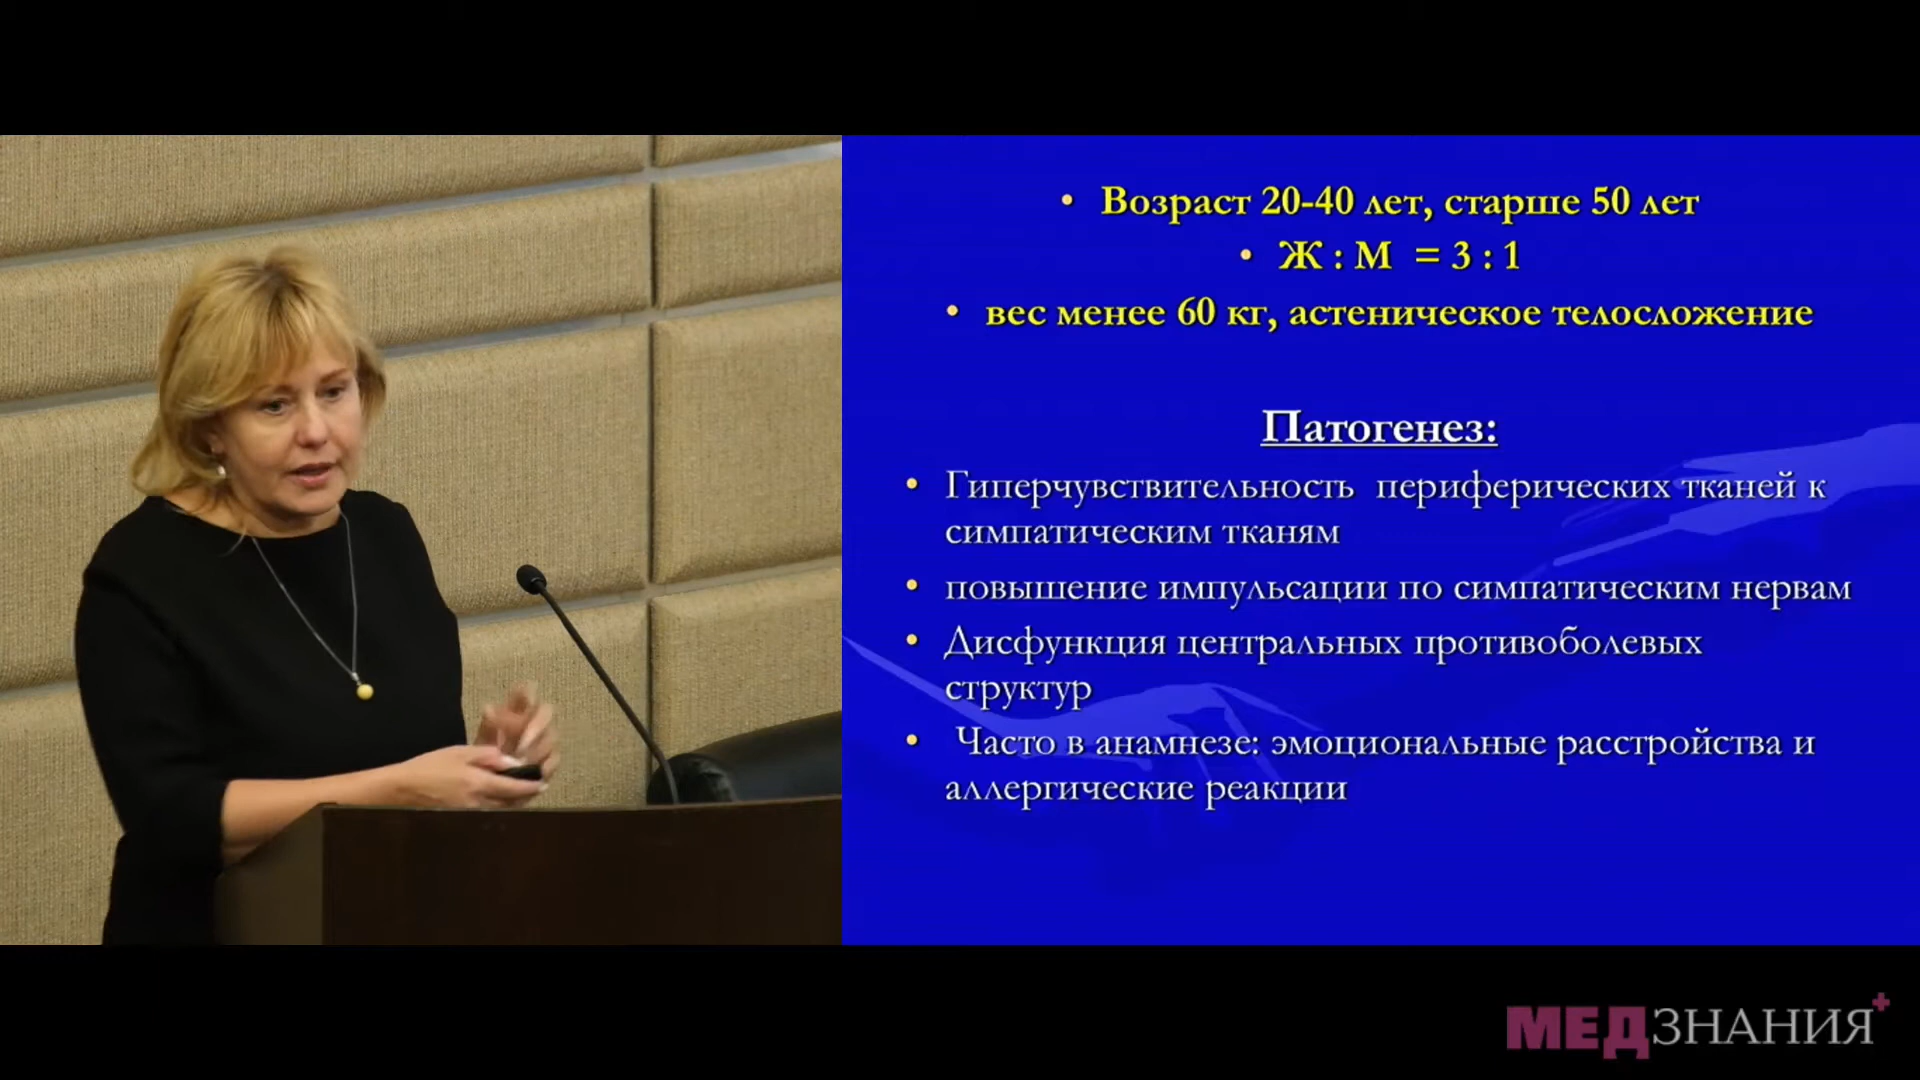 • Возраст 20-40 лет, старше 50 лет
• Ж : М = 3 : 1
• вес менее 60 кг, астеническое телосложение
Патогенез:
• Гиперчувствительность периферических тканей к
симпатическим тканям
• повышение импульсации по симпатическим нервам
• Дисфункция центральных противоболевых
структур
• Часто в анамнезе: эмоциональные расстройства и
аллергические реакции
МЕДЗНАНИЯ+